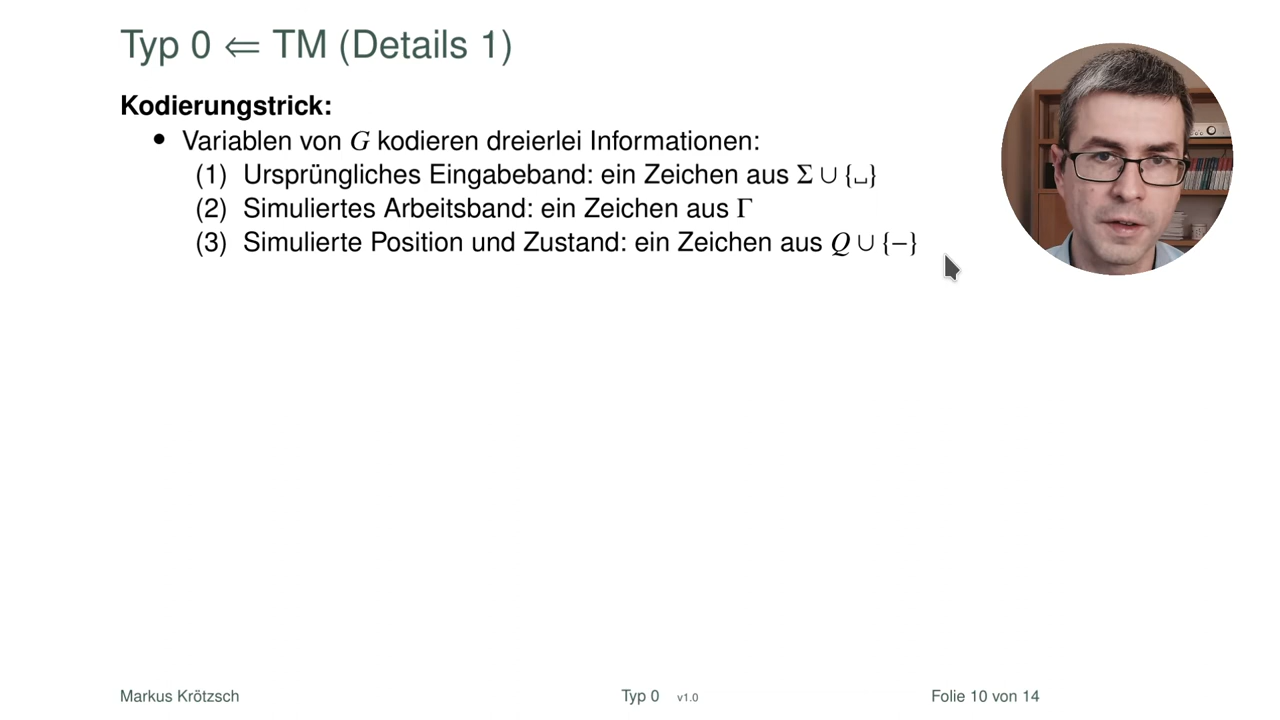 Typ 0 ⇐ TM (Details 1)
Kodierungstrick:
• Variablen von G kodieren dreierlei Informationen:
(1) Ursprüngliches Eingabeband: ein Zeichen aus Σ ∪ {␣}
(2) Simuliertes Arbeitsband: ein Zeichen aus Γ
(3) Simulierte Position und Zustand: ein Zeichen aus Q ∪ {−}
Markus Krötzsch Typ 0 v1.0 Folie 10 von 14